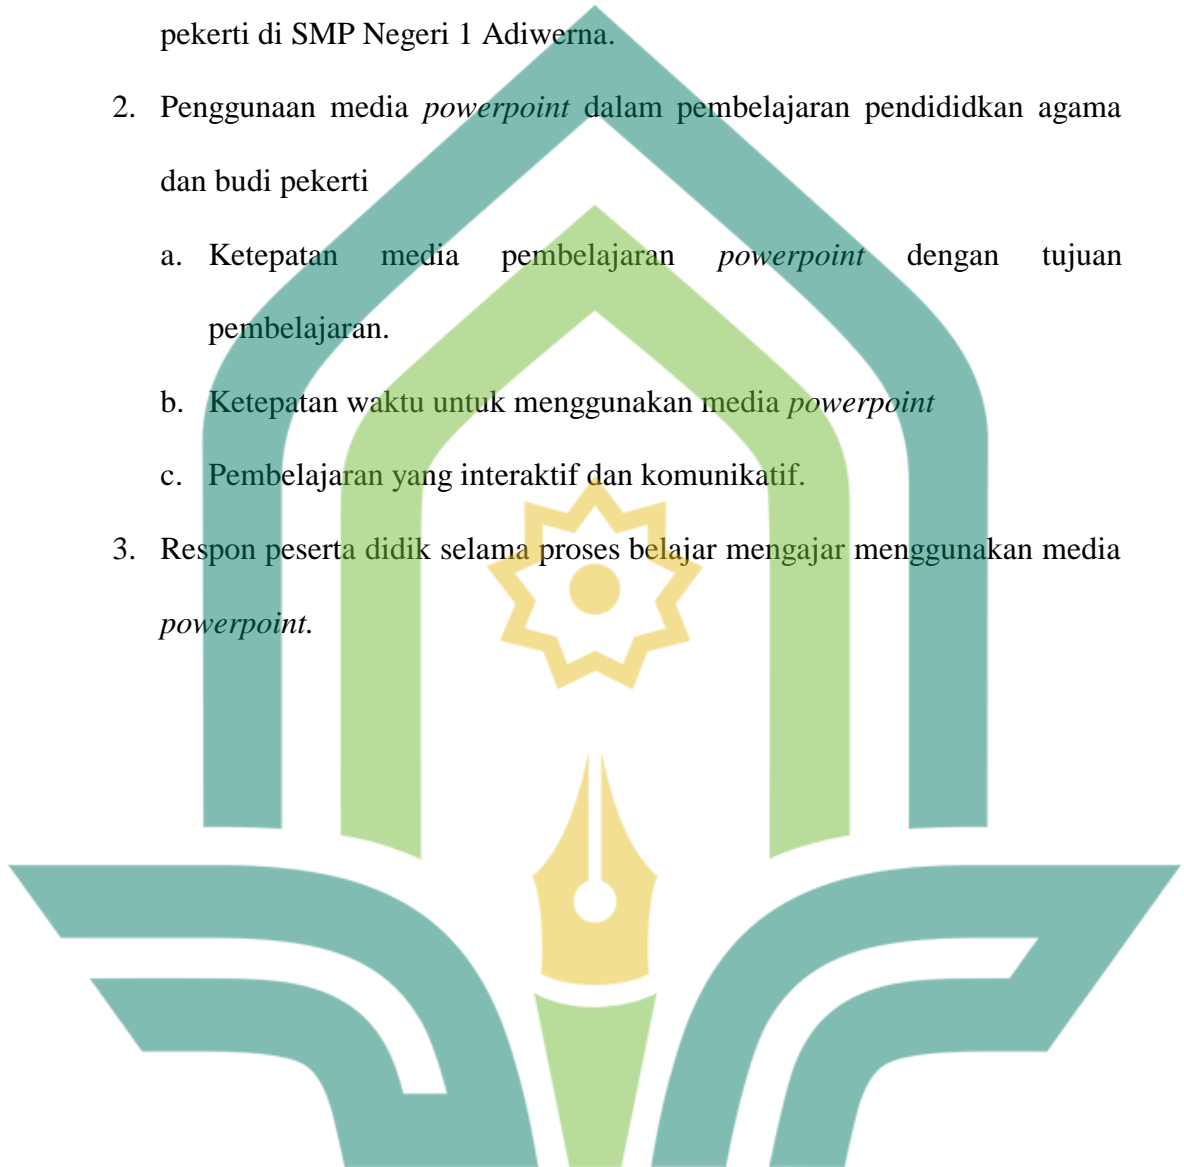 pekerti di SMP Negeri 1 Adiwerna.
2. Penggunaan media powerpoint dalam pembelajaran pendididkan agama
dan budi pekerti
a. Ketepatan media pembelajaran powerpoint dengan tujuan
pembelajaran.
b. Ketepatan waktu untuk menggunakan media powerpoint
c. Pembelajaran yang interaktif dan komunikatif.
3. Respon peserta didik selama proses belajar mengajar menggunakan media
powerpoint.